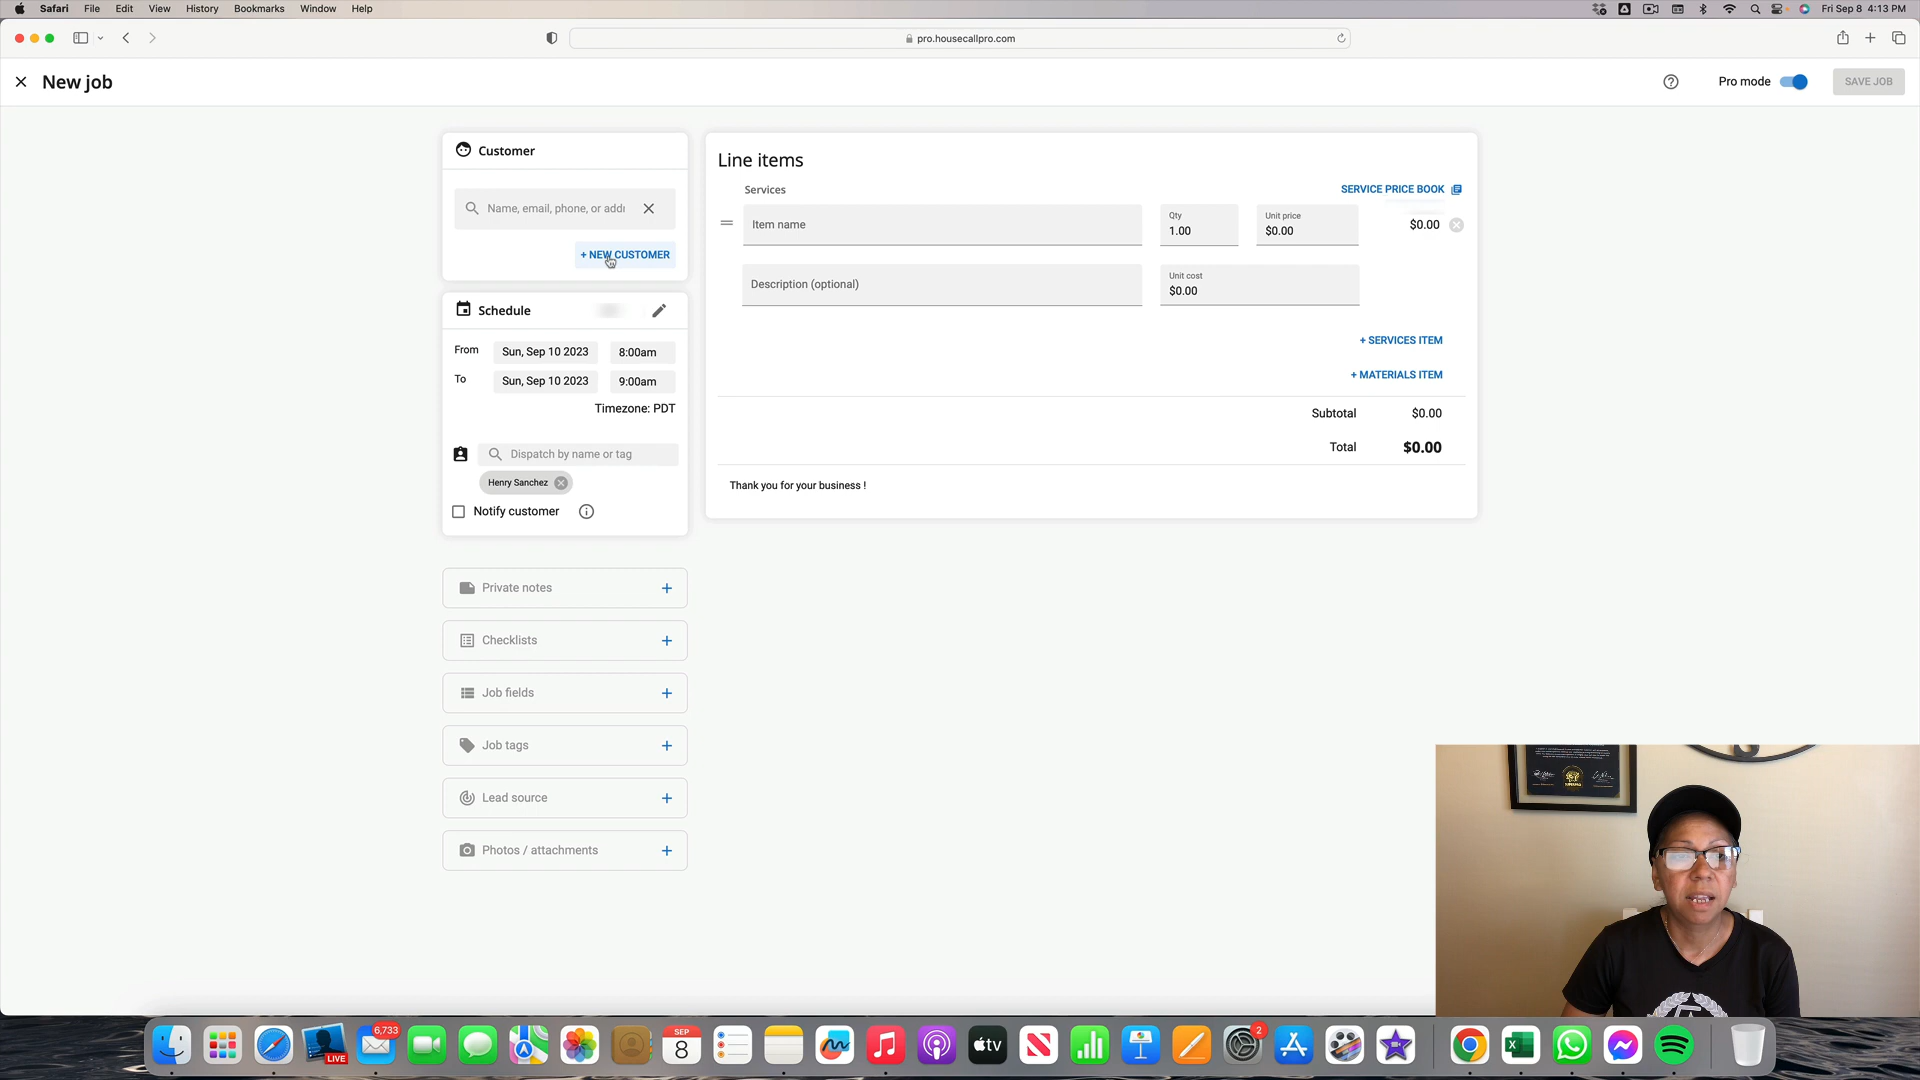 Safari File Edit View History Bookmarks Window Help
Fri Sep 8 4:13 PM
pro.housecallpro.com
New job
Pro mode
SAVE JOB
Customer
Name, email, phone, or addr
+ NEW CUSTOMER
Schedule
From Sun, Sep 10 2023 8:00am
To Sun, Sep 10 2023 9:00am
Timezone: PDT
Dispatch by name or tag
Henry Sanchez
Notify customer
Private notes
Checklists
Job fields
Job tags
Lead source
Photos / attachments
Line items
Services
SERVICE PRICE BOOK
Item name
Qty
1.00
Unit price
$0.00
$0.00
Description (optional)
Unit cost
$0.00
+ SERVICES ITEM
+ MATERIALS ITEM
Subtotal $0.00
Total $0.00
Thank you for your business !
LIVE
6,733
SEP
8
tv
2